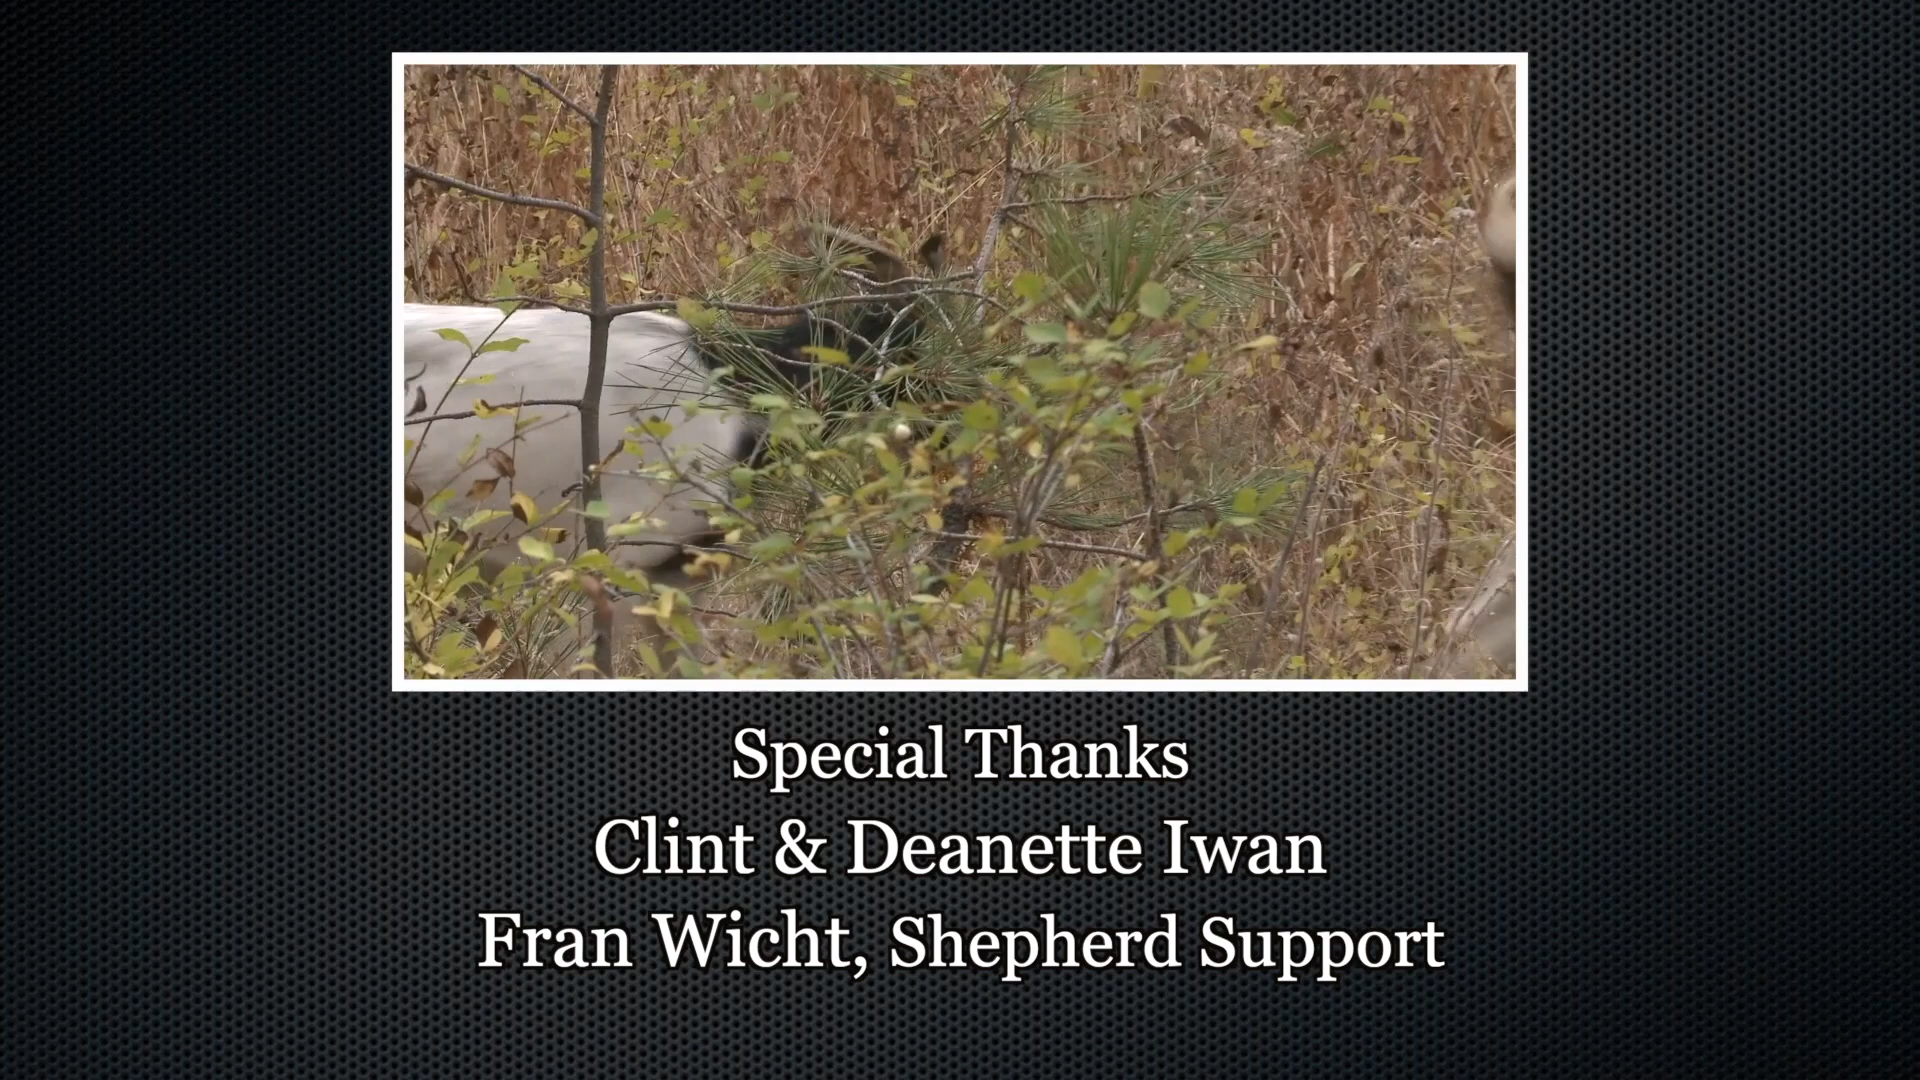 Special Thanks
Clint & Deanette Iwan
Fran Wicht, Shepherd Support